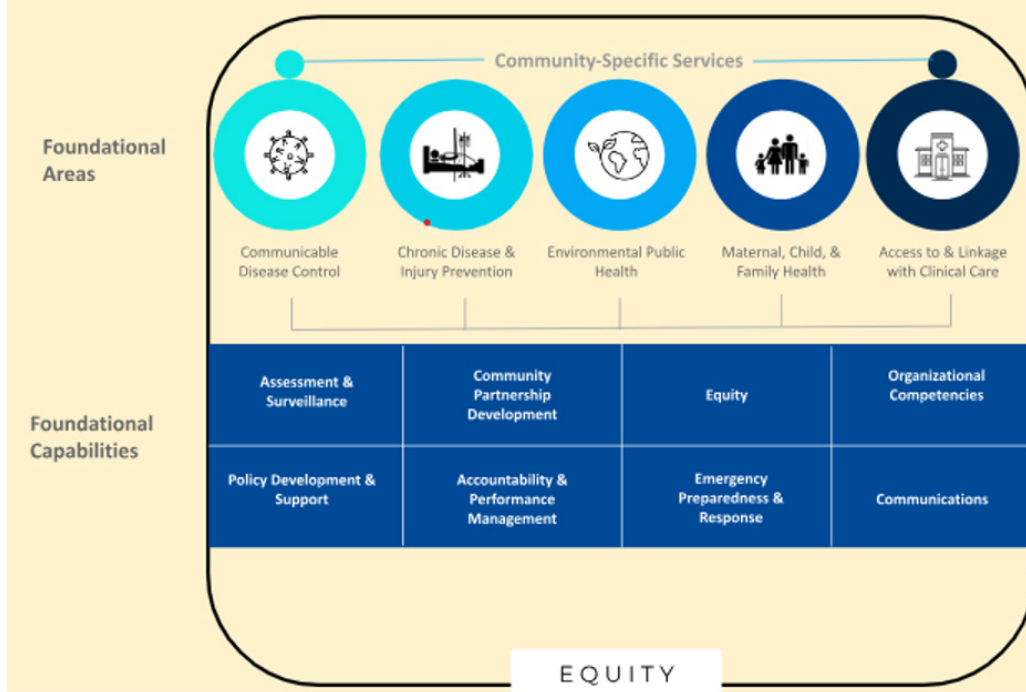 Community-Specific Services
Foundational
Areas
Communicable
Disease Control
Chronic Disease &
Injury Prevention
Environmental Public
Health
Maternal, Child, &
Family Health
Access to & Linkage
with Clinical Care
Foundational
Capabilities
Assessment &
Surveillance
Community
Partnership
Development
Equity
Organizational
Competencies
Policy Development &
Support
Accountability &
Performance
Management
Emergency
Preparedness &
Response
Communications
EQUITY